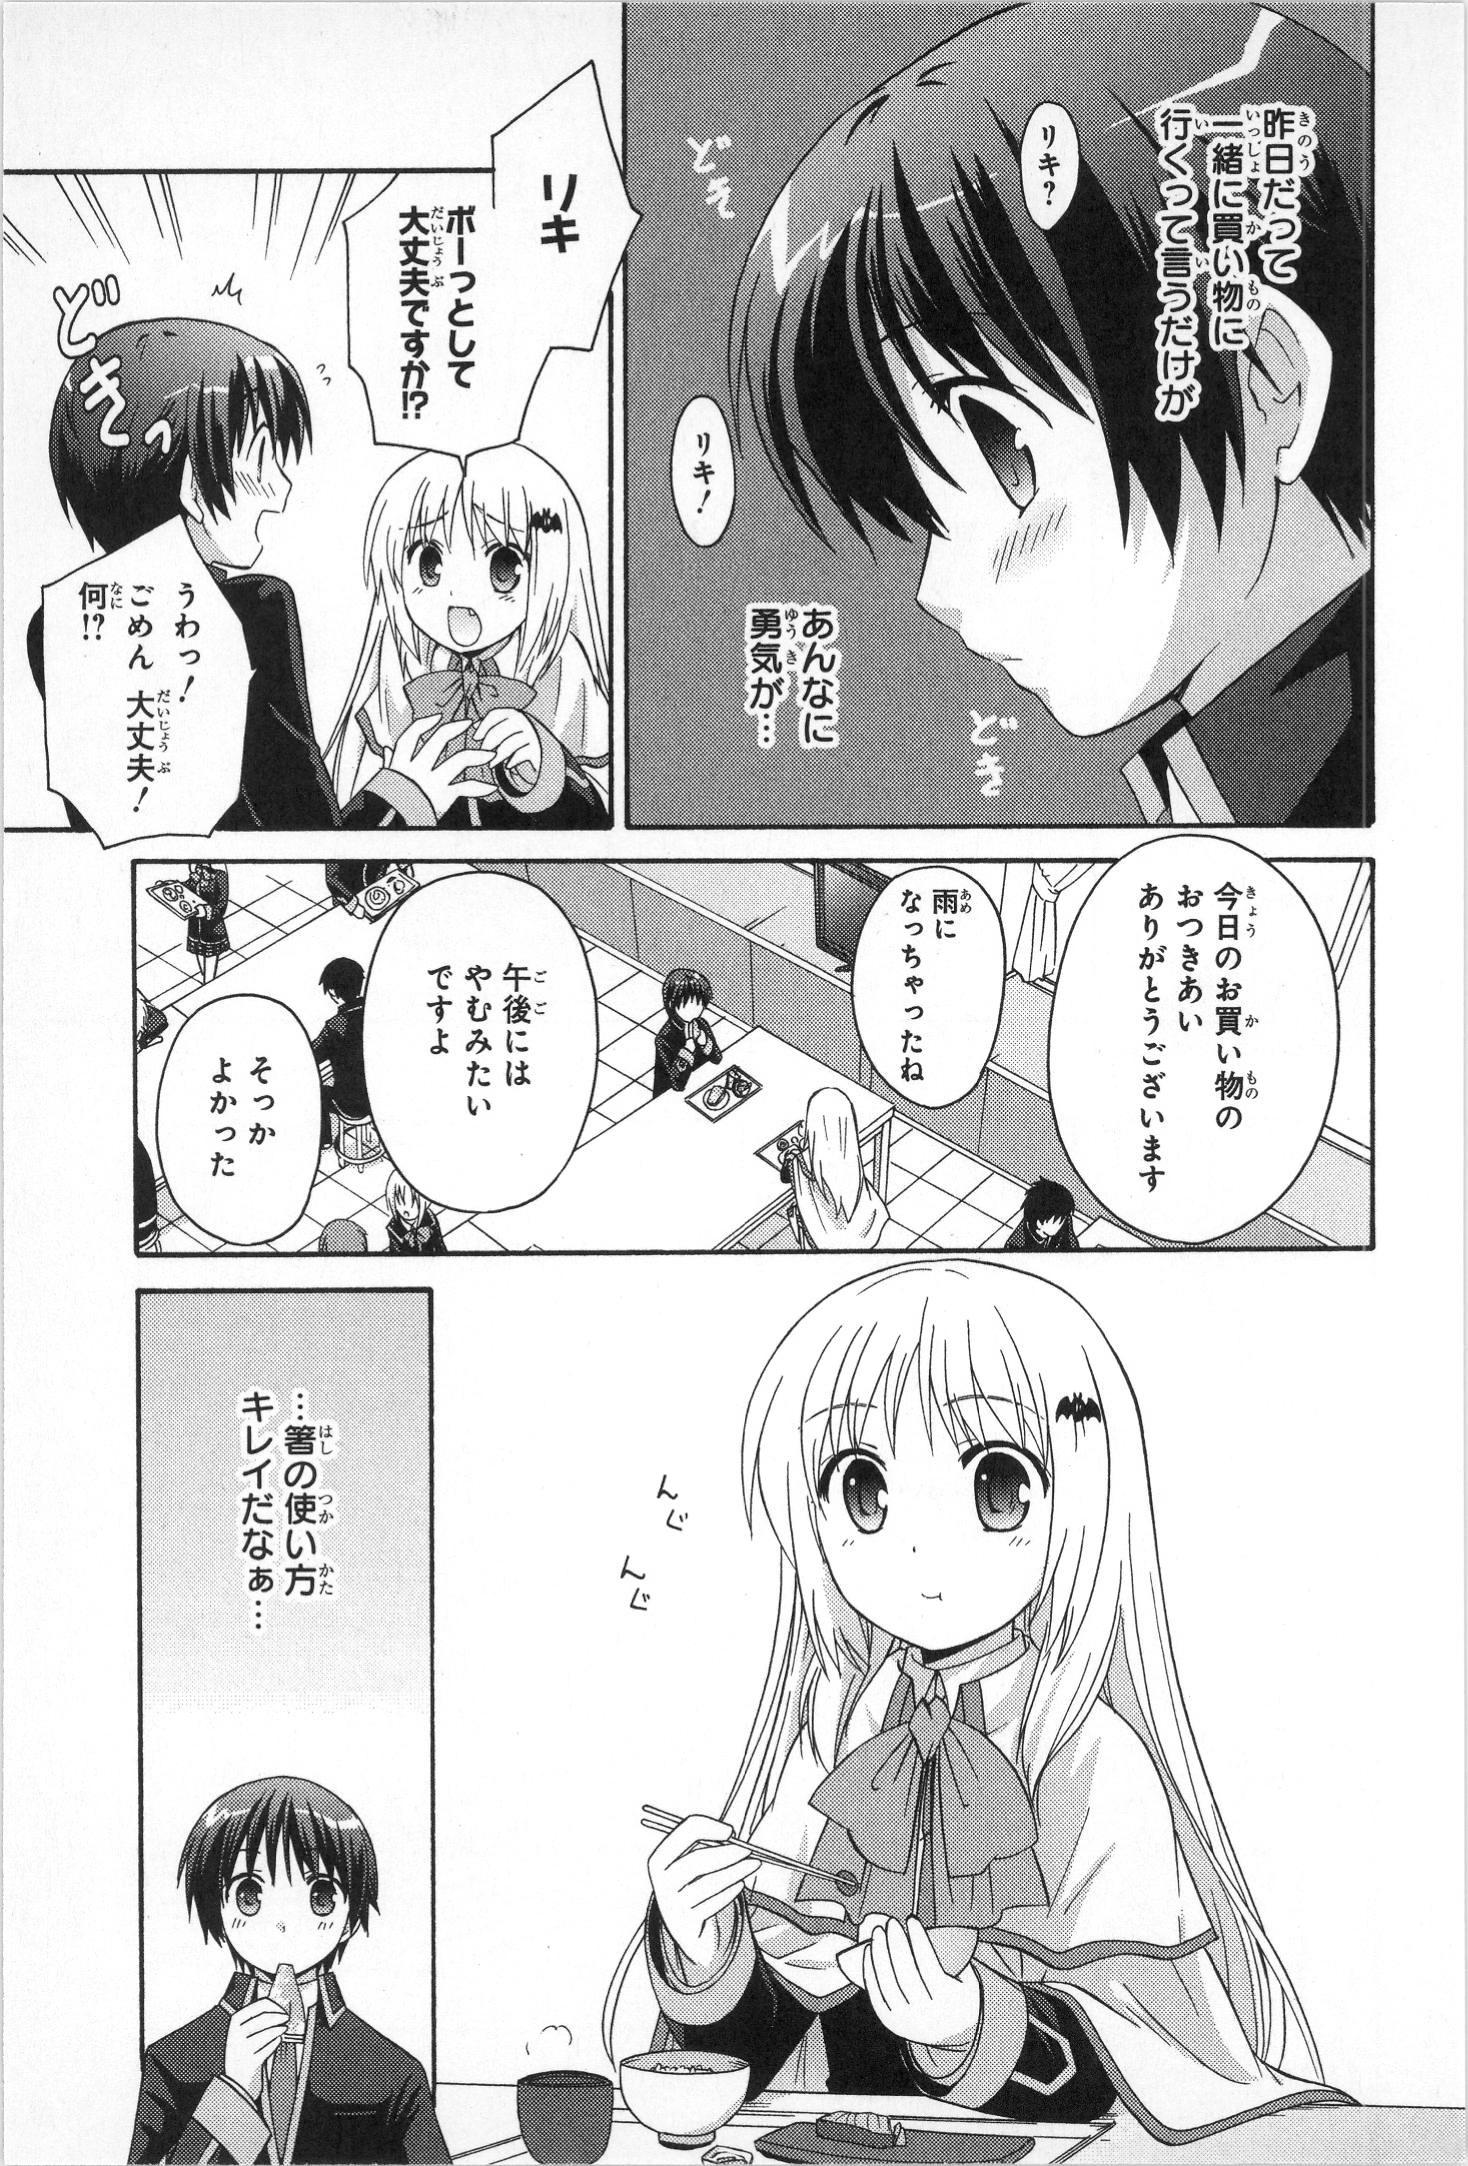 昨日だって
一緒に買い物に
行くって言うだけが
リキ?
どき
リキ!
あんなに
勇気が…
どき
リキ
ボーっとして
大丈夫ですか!?
どきっ
うわっ!
ごめん 大丈夫!
何!?
今日のお買い物の
おつきあい
ありがとうございます
雨に
なっちゃったね
午後には
やむみたい
ですよ
そっか
よかった
んぐ
んぐ
…箸の使い方
キレイだなぁ…